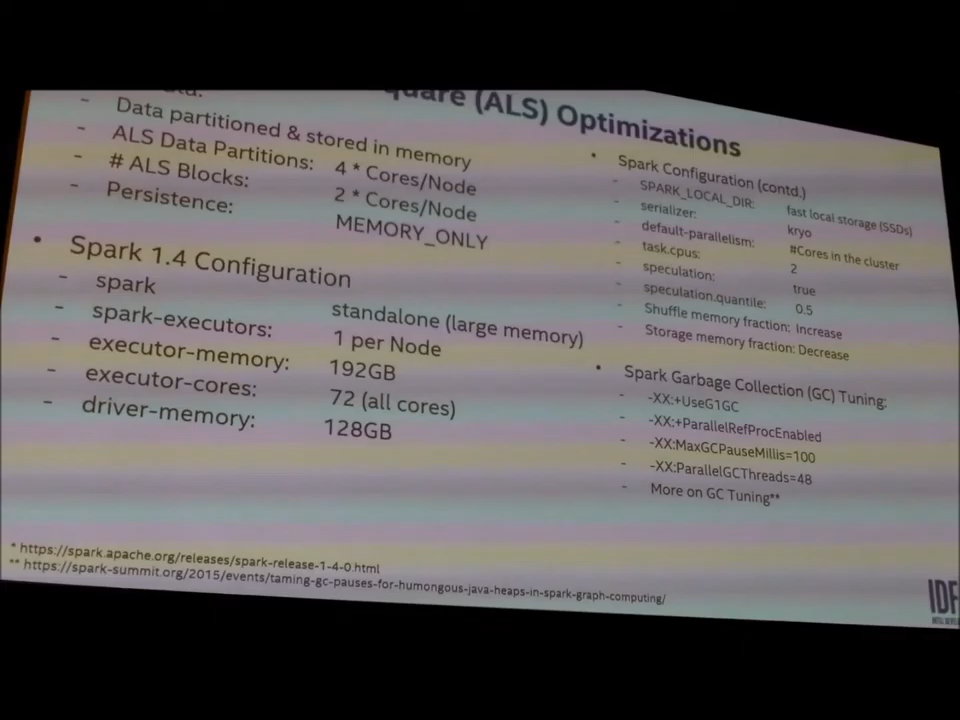 (ALS) Optimizations
- Data partitioned & stored in memory
- ALS Data Partitions: 4 * Cores/Node
- # ALS Blocks: 2 * Cores/Node
- Persistence: MEMORY_ONLY
• Spark 1.4 Configuration
- spark standalone (large memory)
- spark-executors: 1 per Node
- executor-memory: 192GB
- executor-cores: 72 (all cores)
- driver-memory: 128GB
• Spark Configuration (contd.)
- SPARK_LOCAL_DIR: fast local storage (SSDs)
- serializer: kryo
- default-parallelism: #Cores in the cluster
- task.cpus: 2
- speculation: true
- speculation.quantile: 0.5
- Shuffle memory fraction: Increase
- Storage memory fraction: Decrease
• Spark Garbage Collection (GC) Tuning:
- -XX:+UseG1GC
- -XX:+ParallelRefProcEnabled
- -XX:MaxGCPauseMillis=100
- -XX:ParallelGCThreads=48
- More on GC Tuning**
* https://spark.apache.org/releases/spark-release-1-4-0.html
** https://spark-summit.org/2015/events/taming-gc-pauses-for-humongous-java-heaps-in-spark-graph-computing/
IDF